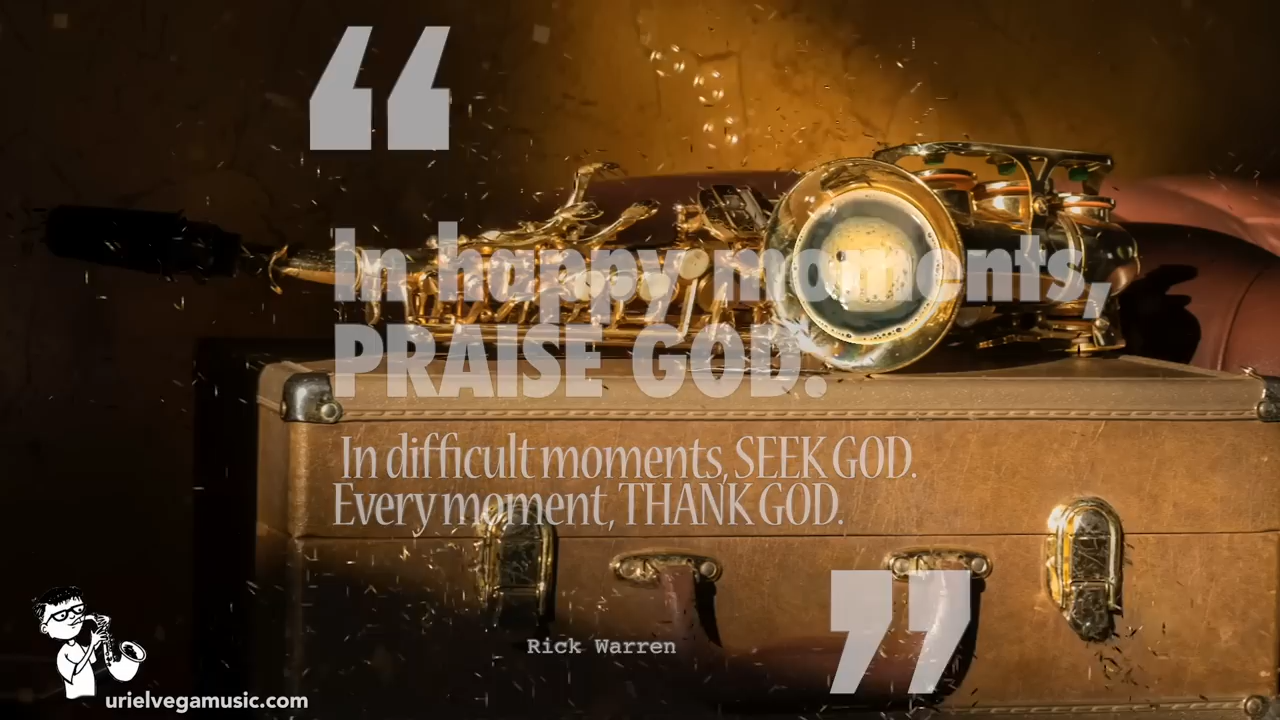 “
In happy moments,
PRAISE GOD.
In difficult moments, SEEK GOD.
Every moment, THANK GOD.
”
Rick Warren
urielvegamusic.com